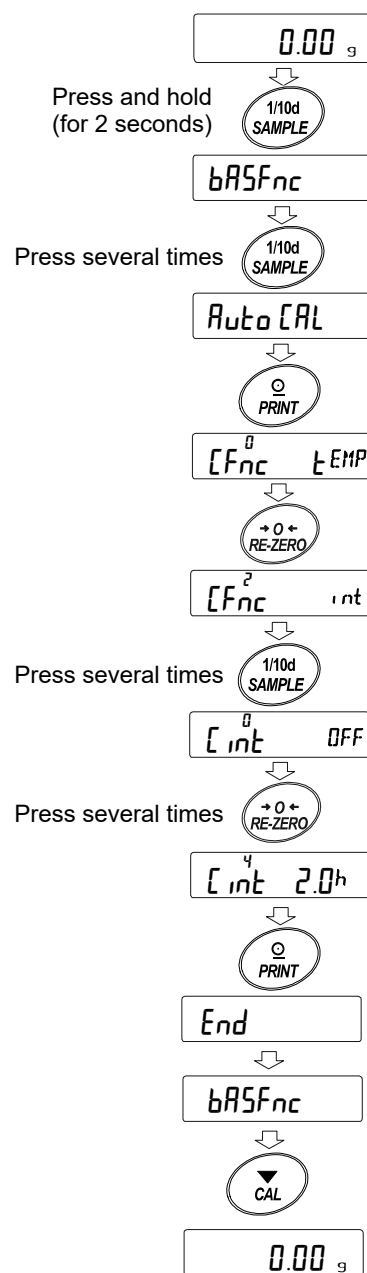 0.00 g
Press and hold
(for 2 seconds)
1/10d
SAMPLE
bASFnc
Press several times
1/10d
SAMPLE
Auto CAL
PRINT
0
CFnc tEMP
→0←
RE-ZERO
2
CFnc int
Press several times
1/10d
SAMPLE
0
C int OFF
Press several times
→0←
RE-ZERO
4
C int 2.0h
PRINT
End
bASFnc
CAL
0.00 g